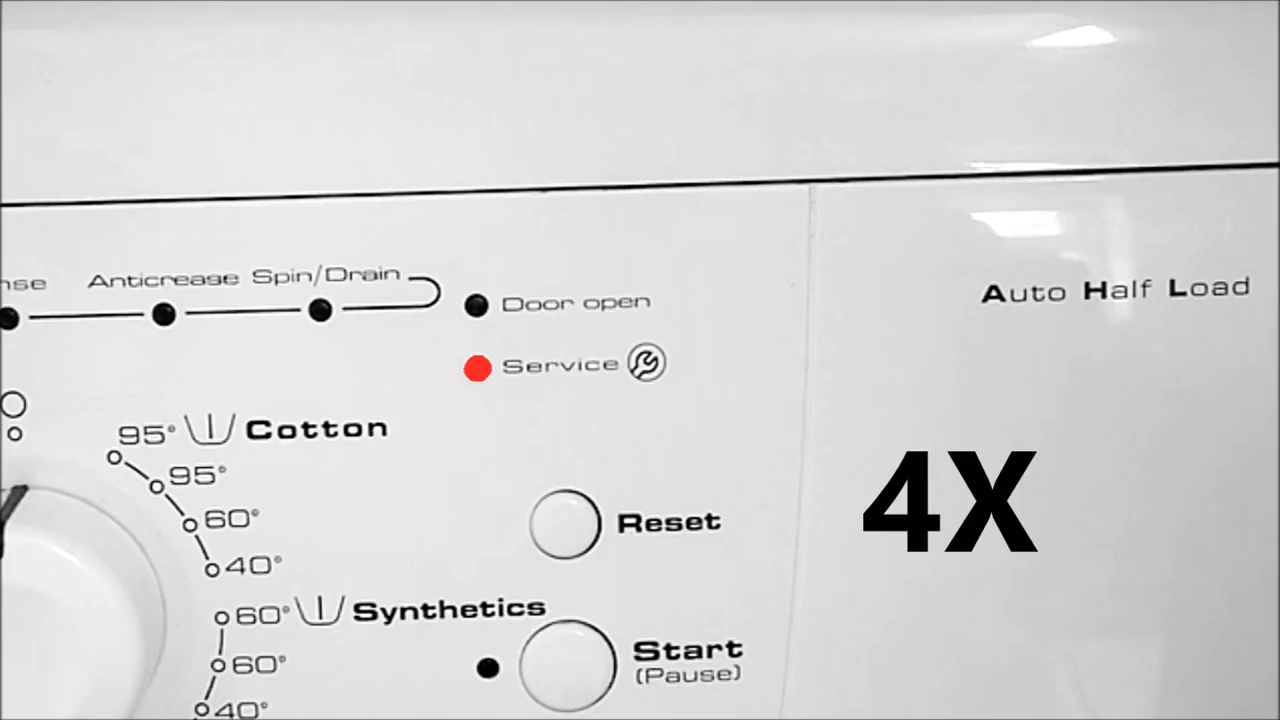 Anticrease Spin/Drain
Door open
Service
Auto Half Load
95° Cotton
95°
60°
40°
Reset
4X
60° Synthetics
60°
40°
Start
(Pause)